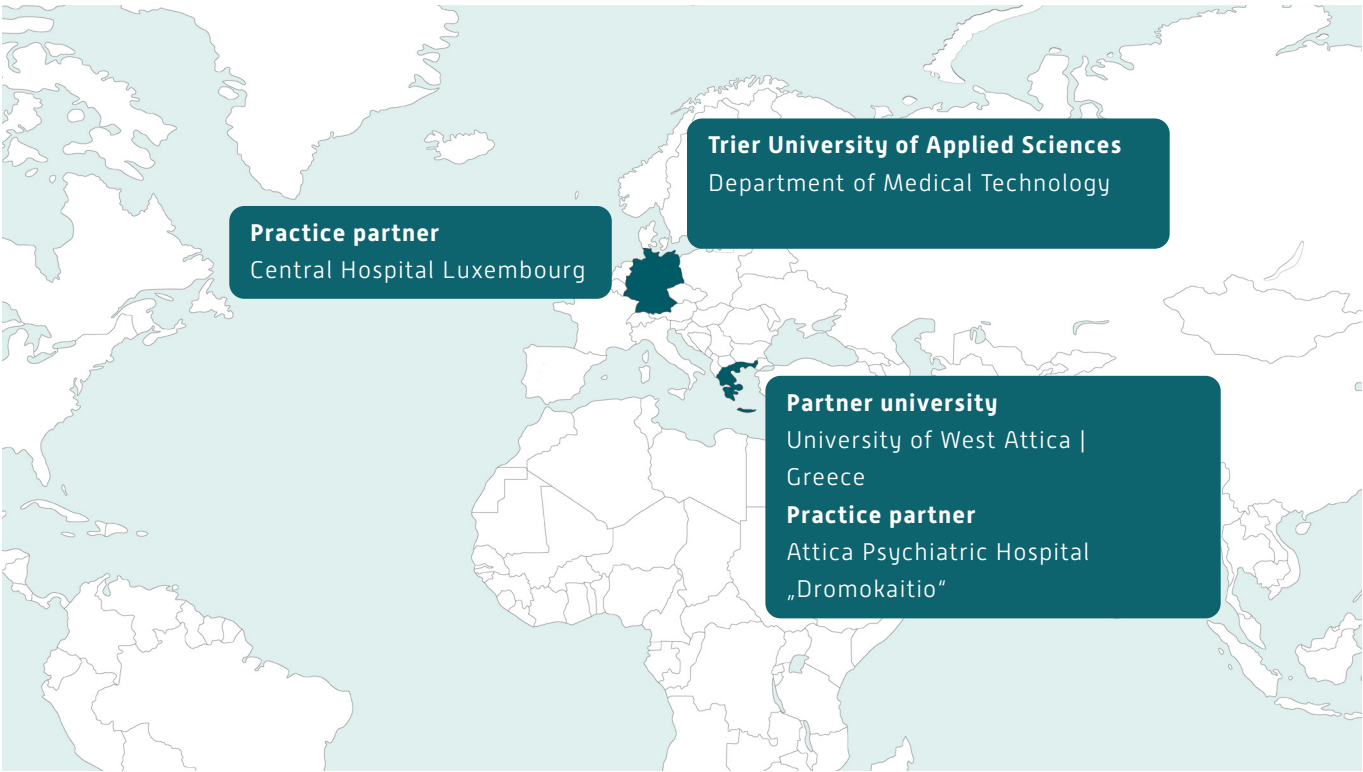 Trier University of Applied Sciences
Department of Medical Technology
Practice partner
Central Hospital Luxembourg
Partner university
University of West Attica |
Greece
Practice partner
Attica Psychiatric Hospital
„Dromokaitio“